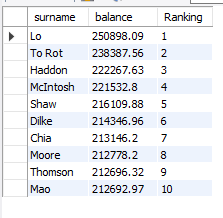 surname balance Ranking
Lo 250898.09 1
To Rot 238387.56 2
Haddon 222267.63 3
McIntosh 221532.8 4
Shaw 216109.88 5
Dilke 214346.96 6
Chia 213146.2 7
Moore 212778.2 8
Thomson 212696.32 9
Mao 212692.97 10